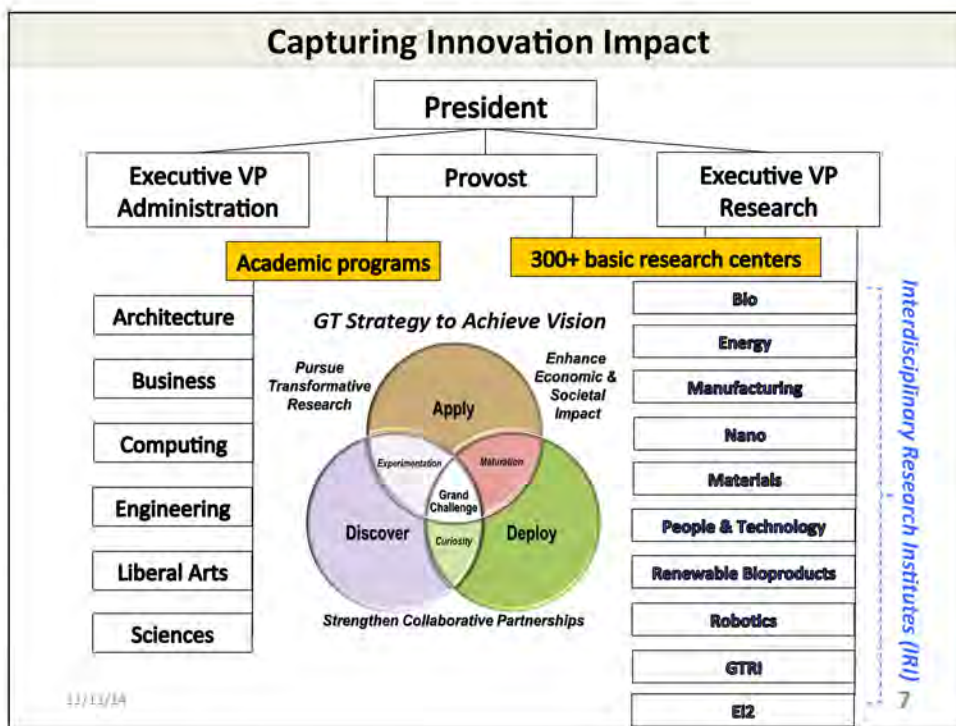 Capturing Innovation Impact
President
Executive VP
Administration
Provost
Executive VP
Research
Academic programs
300+ basic research centers
Architecture
Business
Computing
Engineering
Liberal Arts
Sciences
GT Strategy to Achieve Vision
Pursue
Transformative
Research
Enhance
Economic &
Societal
Impact
Apply
Experimentation
Maturation
Grand
Challenge
Discover
Deploy
Curiosity
Strengthen Collaborative Partnerships
Bio
Energy
Manufacturing
Nano
Materials
People & Technology
Renewable Bioproducts
Robotics
GTRI
EI2
Interdisciplinary Research Institutes (IRI)
11/11/14
7